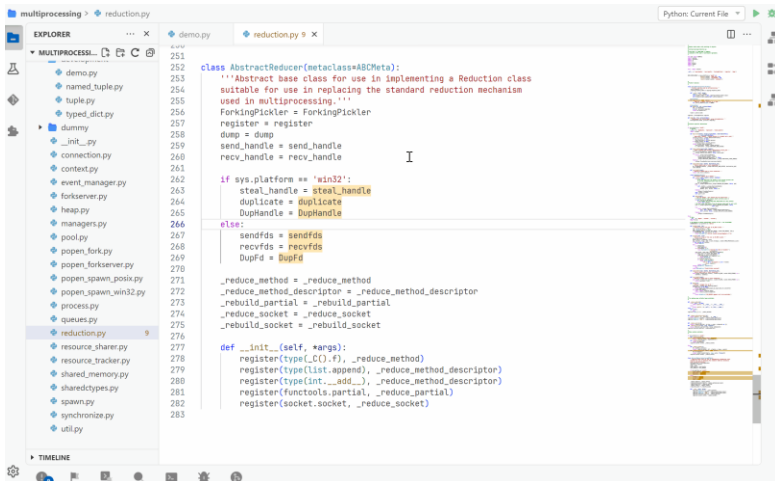 multiprocessing > reduction.py
Python: Current File
EXPLORER
demo.py
reduction.py 9
MULTIPROCESSI...
demo.py
named_tuple.py
tuple.py
typed_dict.py
dummy
__init__.py
connection.py
context.py
event_manager.py
forkserver.py
heap.py
managers.py
pool.py
popen_fork.py
popen_forkserver.py
popen_spawn_posix.py
popen_spawn_win32.py
process.py
queues.py
reduction.py 9
resource_sharer.py
resource_tracker.py
shared_memory.py
sharedctypes.py
spawn.py
synchronize.py
util.py
TIMELINE
251
252 class AbstractReducer(metaclass=ABCMeta):
253 '''Abstract base class for use in implementing a Reduction class
254 suitable for use in replacing the standard reduction mechanism
255 used in multiprocessing.'''
256 ForkingPickler = ForkingPickler
257 register = register
258 dump = dump
259 send_handle = send_handle
260 recv_handle = recv_handle
261
262 if sys.platform == 'win32':
263 steal_handle = steal_handle
264 duplicate = duplicate
265 DupHandle = DupHandle
266 else:
267 sendfds = sendfds
268 recvfds = recvfds
269 DupFd = DupFd
270
271 _reduce_method = _reduce_method
272 _reduce_method_descriptor = _reduce_method_descriptor
273 _rebuild_partial = _rebuild_partial
274 _reduce_socket = _reduce_socket
275 _rebuild_socket = _rebuild_socket
276
277 def __init__(self, *args):
278 register(type(_C().f), _reduce_method)
279 register(type(list.append), _reduce_method_descriptor)
280 register(type(int.__add__), _reduce_method_descriptor)
281 register(functools.partial, _reduce_partial)
282 register(socket.socket, _reduce_socket)
283